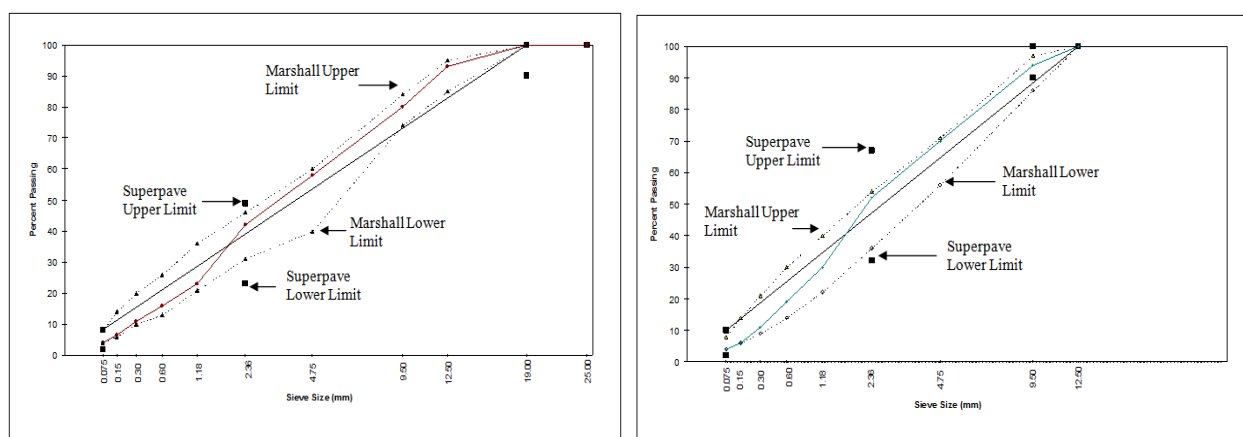 100
90
80
70
60
50
40
30
20
10
0
Percent Passing
Marshall Upper
Limit
Superpave
Upper Limit
Marshall Lower
Limit
Superpave
Lower Limit
0.075
0.15
0.30
0.60
1.18
2.36
4.75
9.50
12.50
19.00
25.00
Sieve Size (mm)
100
90
80
70
60
50
40
30
20
10
0
Percent Passing
Superpave
Upper Limit
Marshall Lower
Limit
Marshall Upper
Limit
Superpave
Lower Limit
0.075
0.15
0.30
0.60
1.18
2.36
4.75
9.50
12.50
Sieve Size (mm)